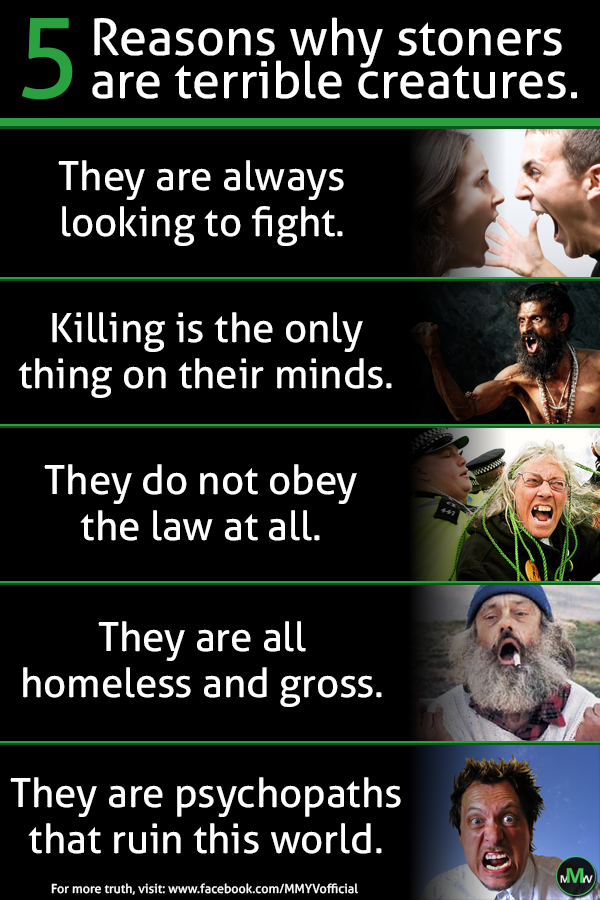 5 Reasons why stoners
are terrible creatures.
They are always
looking to fight.
Killing is the only
thing on their minds.
They do not obey
the law at all.
They are all
homeless and gross.
They are psychopaths
that ruin this world.
For more truth, visit: www.facebook.com/MMYVofficial
MMW